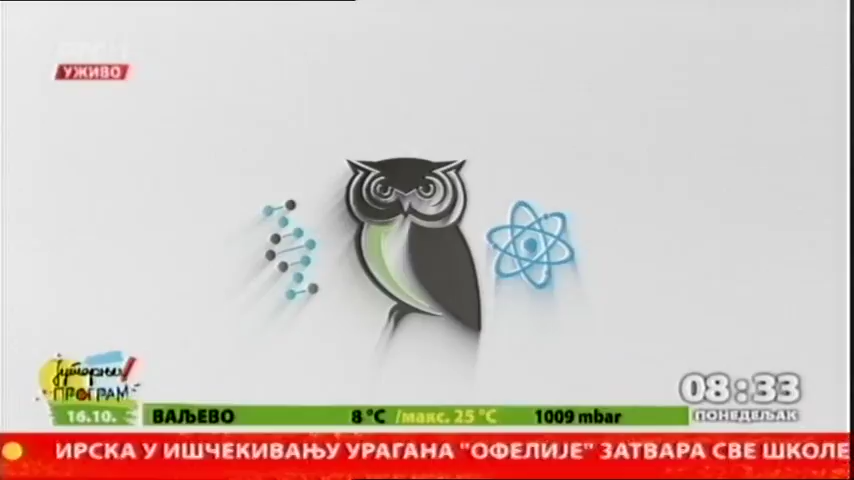 УЖИВО
Јутарњи!
ПРОГРАМ
08:33
16.10.
ВАЉЕВО 8 °C /макс. 25 °C 1009 mbar
ПОНЕДЕЉАК
ИРСКА У ИШЧЕКИВАЊУ УРАГАНА "ОФЕЛИЈЕ" ЗАТВАРА СВЕ ШКОЛЕ